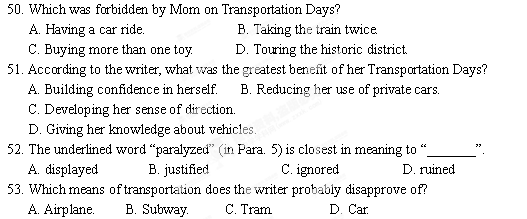 50. Which was forbidden by Mom on Transportation Days?
A. Having a car ride. B. Taking the train twice.
C. Buying more than one toy. D. Touring the historic district.
51. According to the writer, what was the greatest benefit of her Transportation Days?
A. Building confidence in herself. B. Reducing her use of private cars.
C. Developing her sense of direction.
D. Giving her knowledge about vehicles.
52. The underlined word “paralyzed” (in Para. 5) is closest in meaning to “_______”.
A. displayed B. justified C. ignored D. ruined
53. Which means of transportation does the writer probably disapprove of?
A. Airplane. B. Subway. C. Tram. D. Car